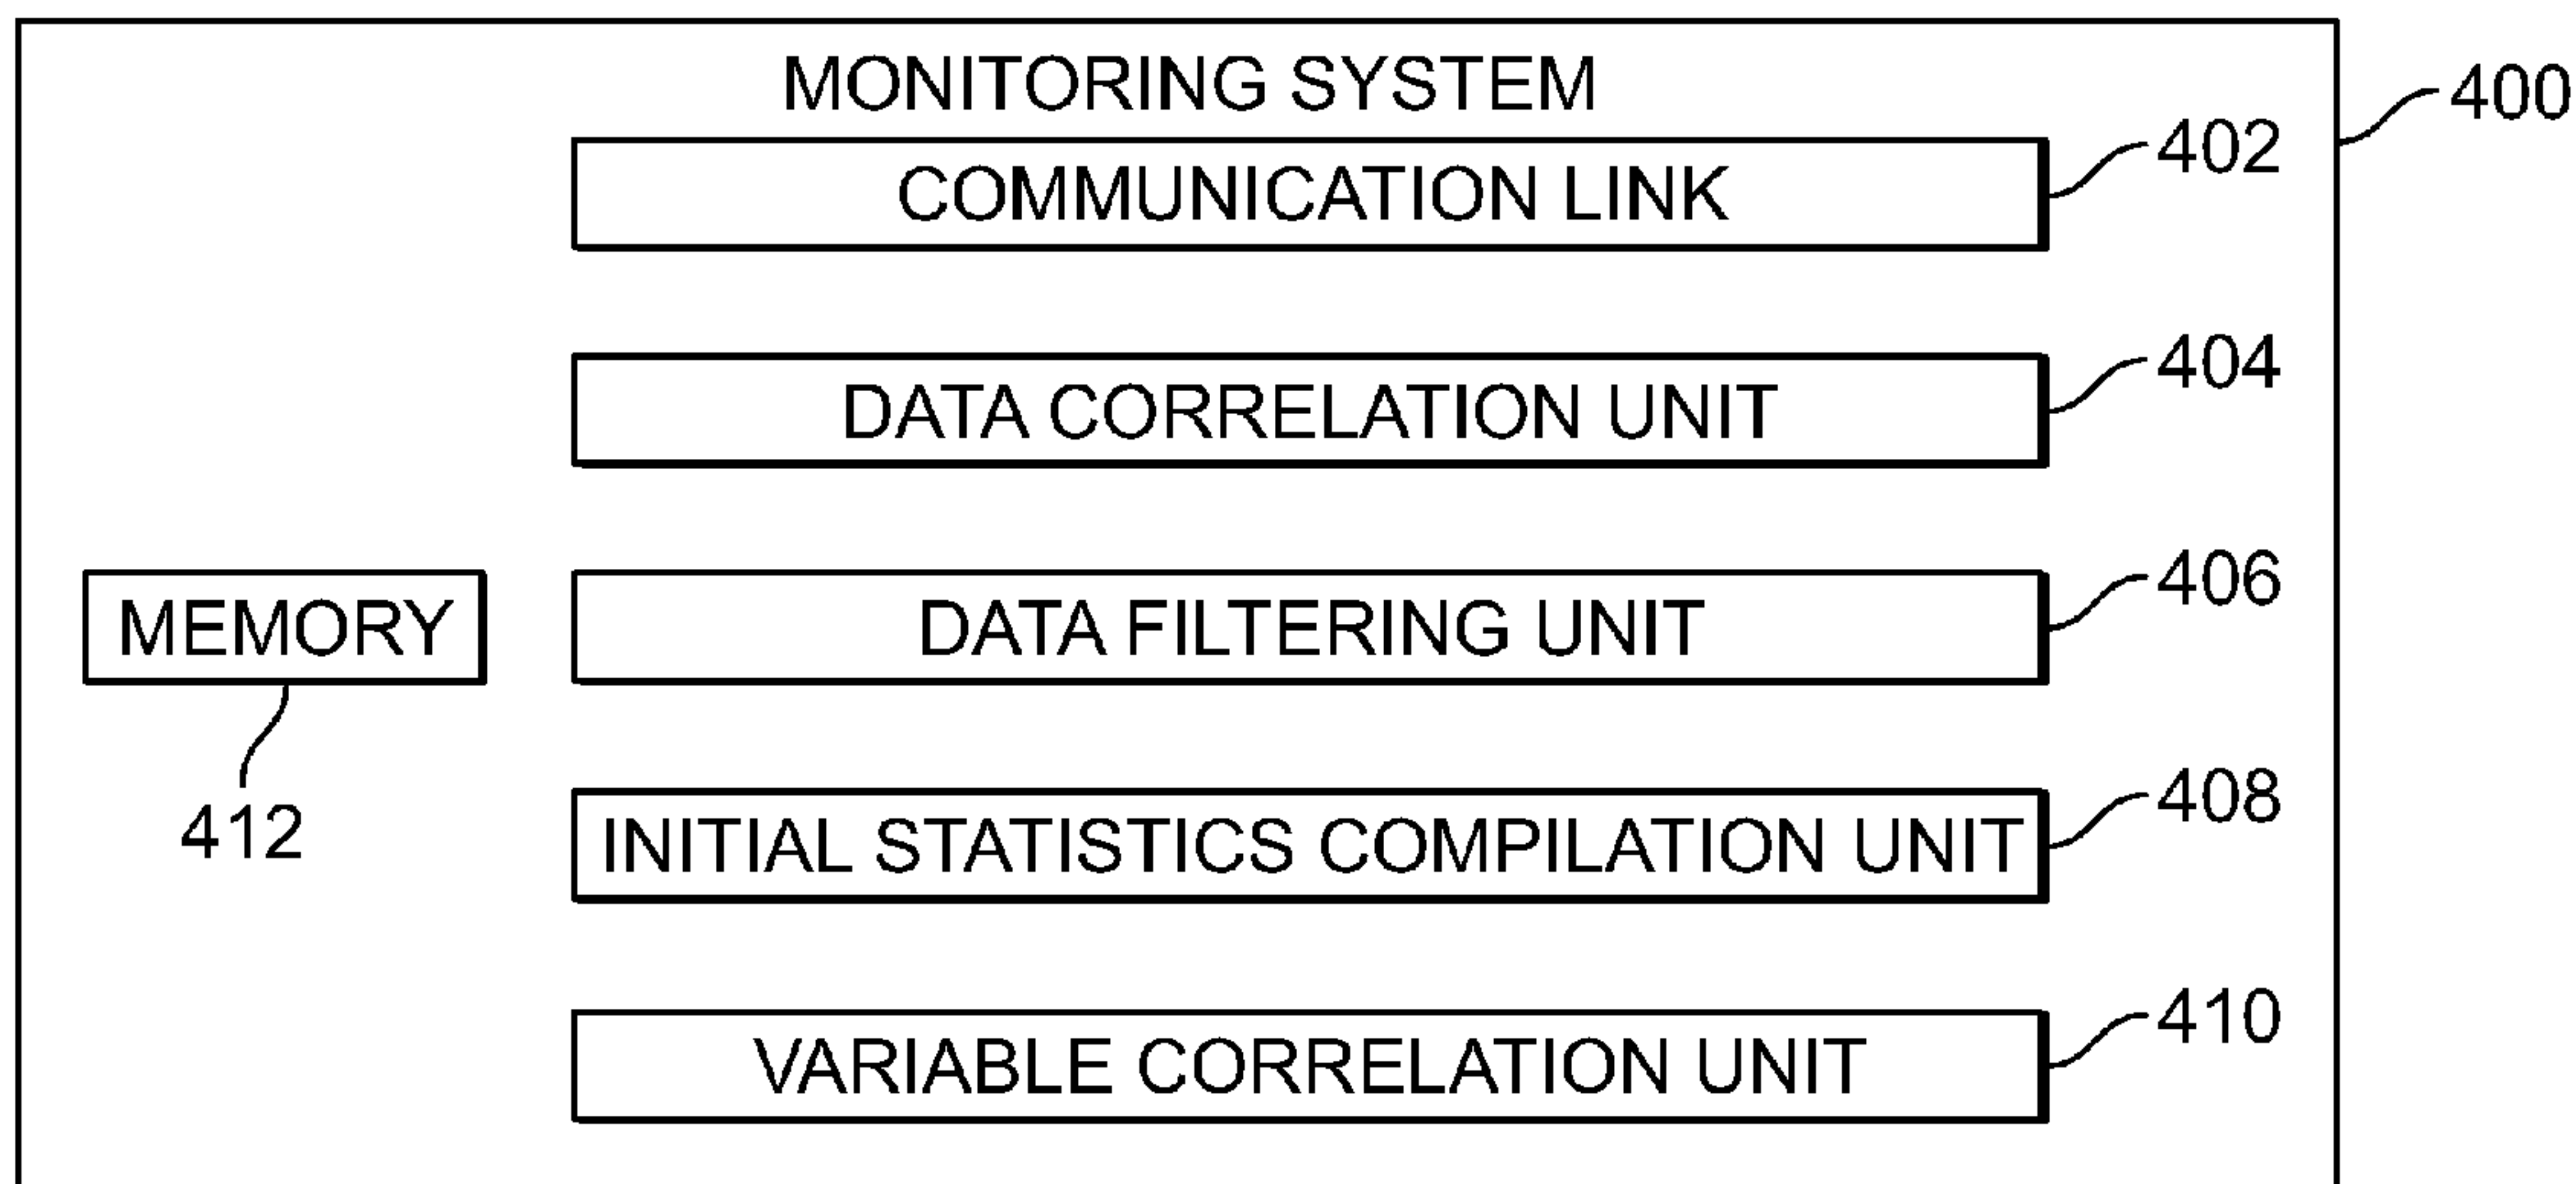 MONITORING SYSTEM
400
COMMUNICATION LINK
402
DATA CORRELATION UNIT
404
MEMORY
412
DATA FILTERING UNIT
406
INITIAL STATISTICS COMPILATION UNIT
408
VARIABLE CORRELATION UNIT
410